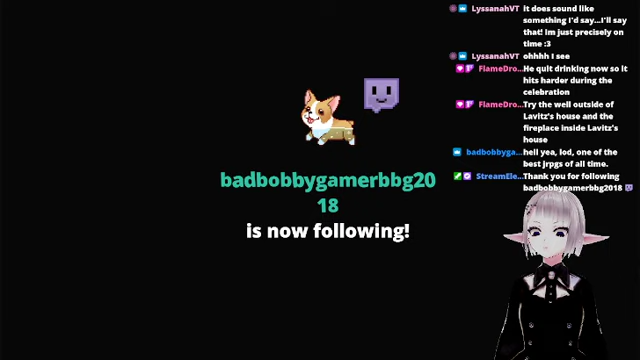 badbobbygamerbbg20
18
is now following!
LyssanahVT It does sound like
something I'd say...I'll say
that! Im just precisely on
time :3
LyssanahVT ohhhh I see
FlameDro... He quit drinking now so it
hits harder during the
celebration
FlameDro... Try the well outside of
Lavitz's house and the
fireplace inside Lavitz's
house
badbobbyga... hell yea, lod, one of the
best jrpgs of all time.
StreamEle... Thank you for following
badbobbygamerbbg2018